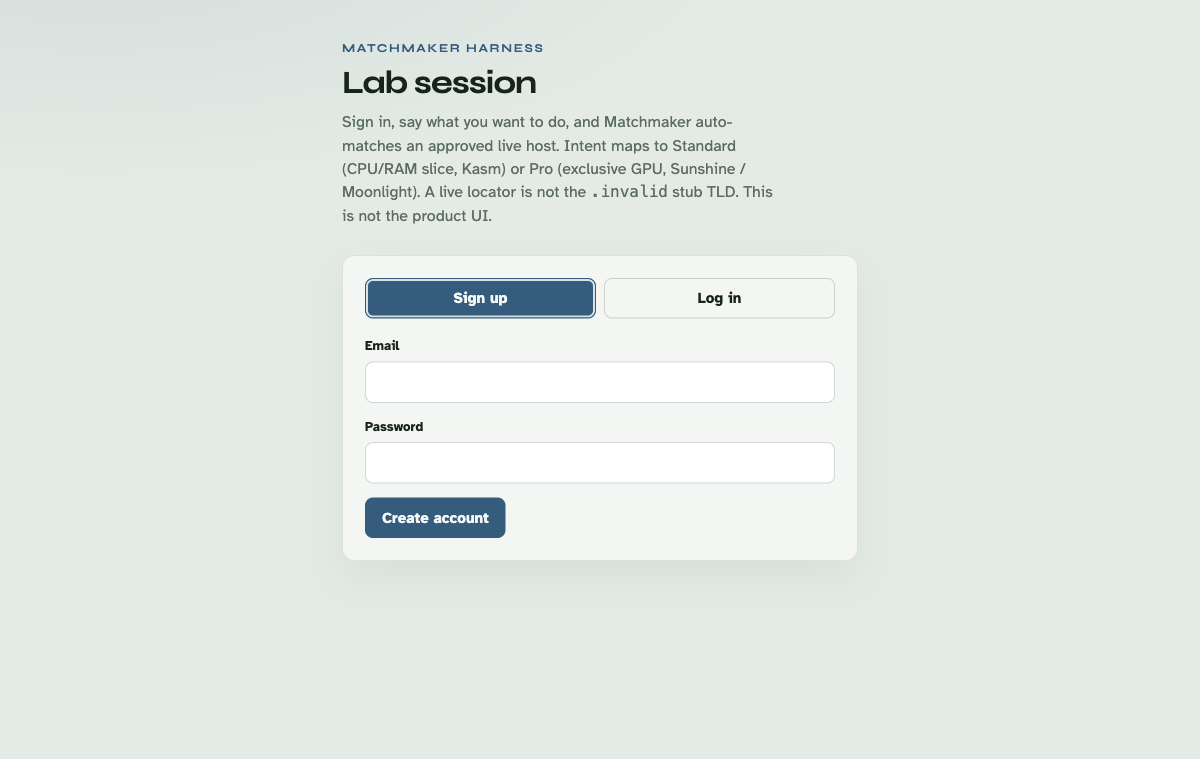 MATCHMAKER HARNESS
Lab session
Sign in, say what you want to do, and Matchmaker auto-
matches an approved live host. Intent maps to Standard
(CPU/RAM slice, Kasm) or Pro (exclusive GPU, Sunshine /
Moonlight). A live locator is not the .invalid stub TLD. This
is not the product UI.
Sign up
Log in
Email
Password
Create account